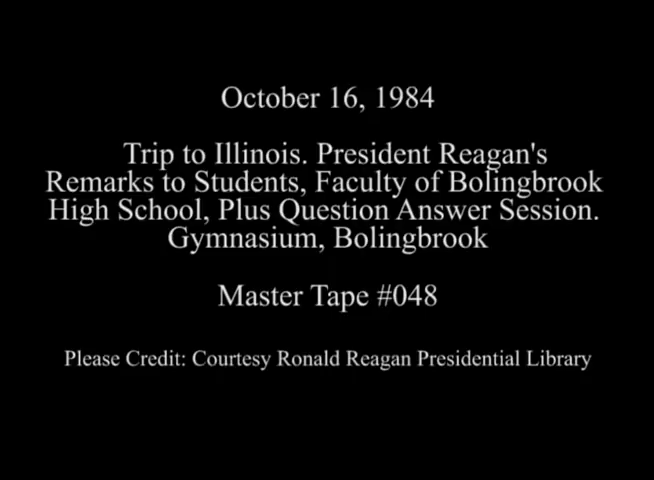 October 16, 1984
Trip to Illinois. President Reagan's
Remarks to Students, Faculty of Bolingbrook
High School, Plus Question Answer Session.
Gymnasium, Bolingbrook
Master Tape #048
Please Credit: Courtesy Ronald Reagan Presidential Library